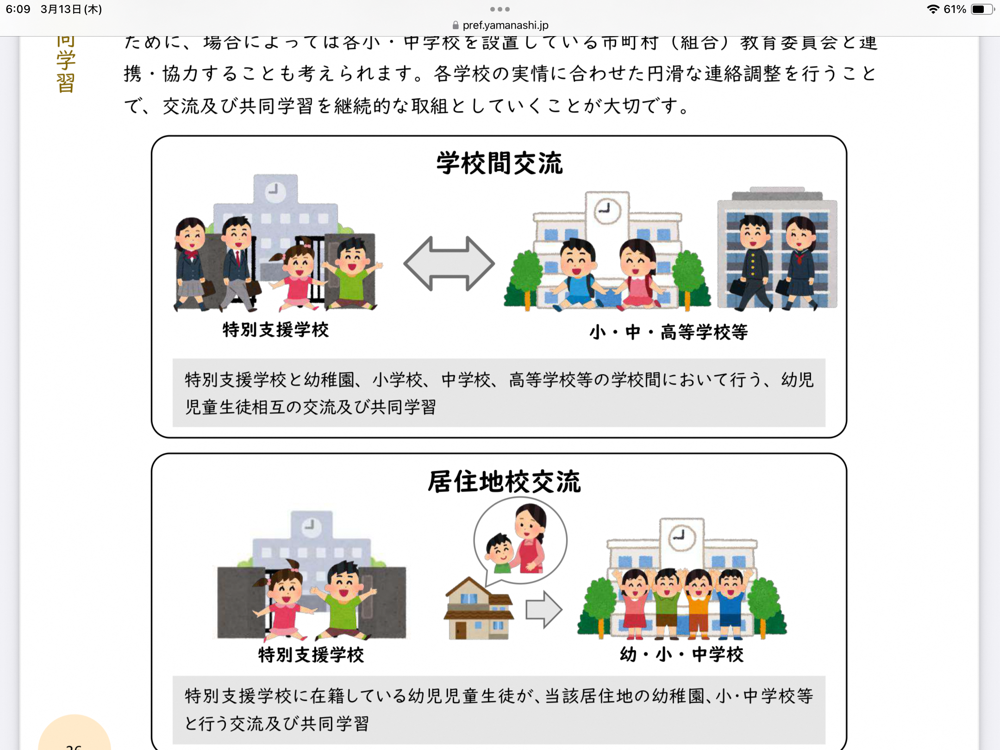 6:09 3月13日(木)
61%
pref.yamanashi.jp
同学習
ために、場合によっては各小・中学校を設置している市町村（組合）教育委員会と連
携・協力することも考えられます。各学校の実情に合わせた円滑な連絡調整を行うこと
で、交流及び共同学習を継続的な取組としていくことが大切です。
学校間交流
特別支援学校
小・中・高等学校等
特別支援学校と幼稚園、小学校、中学校、高等学校等の学校間において行う、幼児
児童生徒相互の交流及び共同学習
居住地校交流
特別支援学校
幼・小・中学校
特別支援学校に在籍している幼児児童生徒が、当該居住地の幼稚園、小・中学校等
と行う交流及び共同学習
26